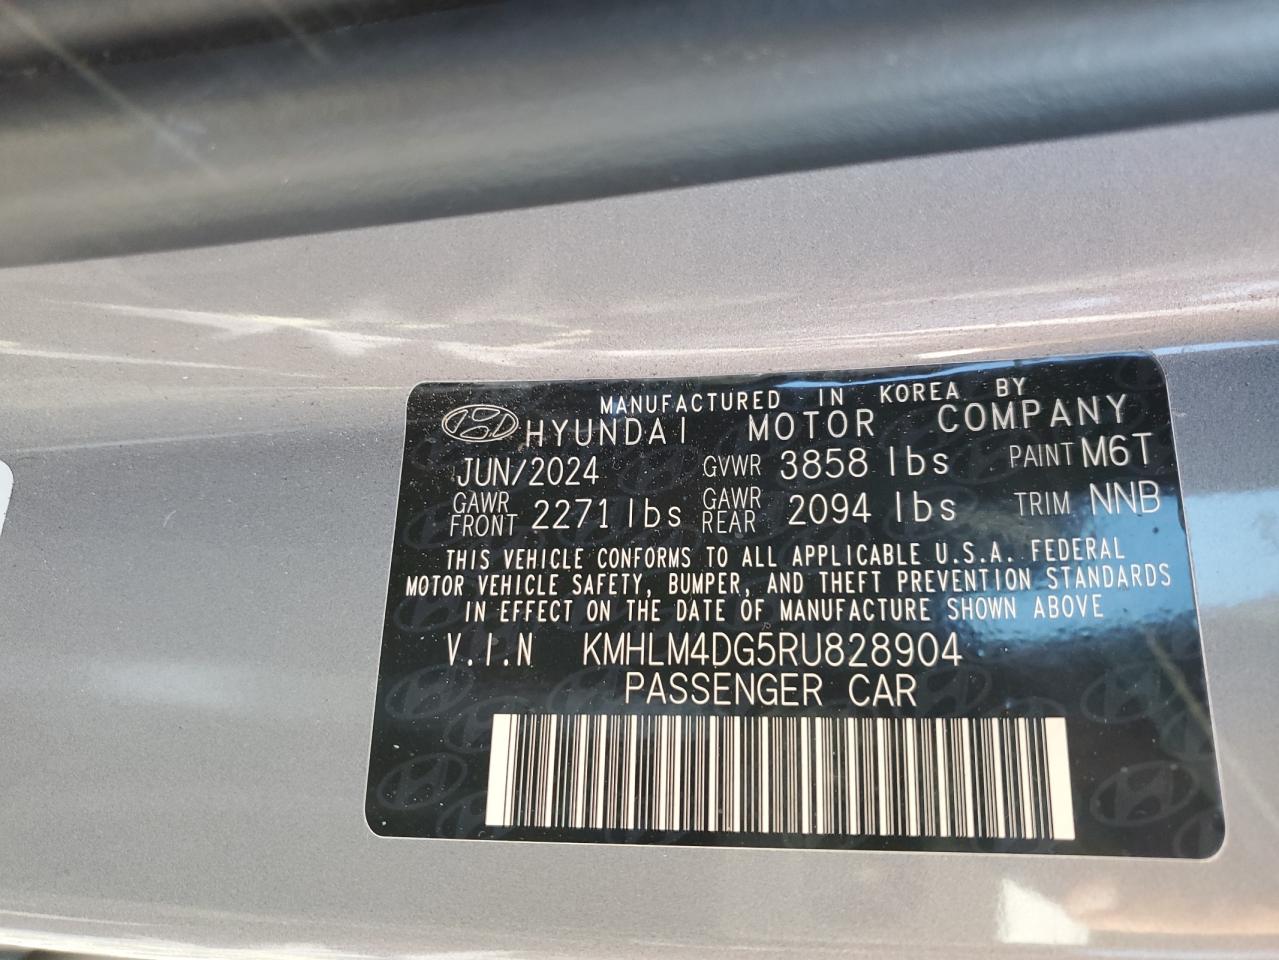 MANUFACTURED IN KOREA BY
HYUNDAI MOTOR COMPANY
JUN/2024 GVWR 3858 lbs PAINT M6T
GAWR FRONT 2271 lbs GAWR REAR 2094 lbs TRIM NNB
THIS VEHICLE CONFORMS TO ALL APPLICABLE U.S.A. FEDERAL
MOTOR VEHICLE SAFETY, BUMPER, AND THEFT PREVENTION STANDARDS
IN EFFECT ON THE DATE OF MANUFACTURE SHOWN ABOVE
V.I.N KMHLM4DG5RU828904
PASSENGER CAR